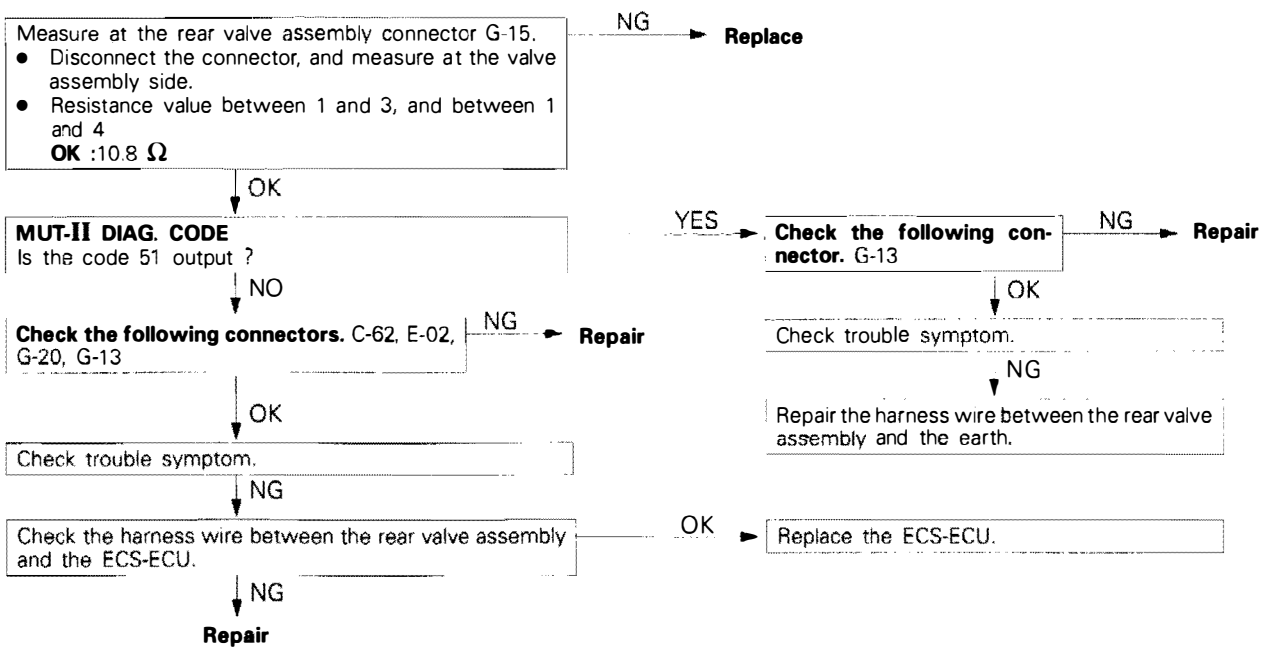 Measure at the rear valve assembly connector G-15.
● Disconnect the connector, and measure at the valve
assembly side.
● Resistance value between 1 and 3, and between 1
and 4
OK :10.8 Ω
NG
Replace
OK
MUT-II DIAG. CODE
Is the code 51 output ?
YES
Check the following con-
nector. G-13
NG
Repair
NO
OK
Check the following connectors. C-62, E-02,
G-20, G-13
NG
Repair
Check trouble symptom.
NG
OK
Repair the harness wire between the rear valve
assembly and the earth.
Check trouble symptom.
NG
Check the harness wire between the rear valve assembly
and the ECS-ECU.
OK
Replace the ECS-ECU.
NG
Repair